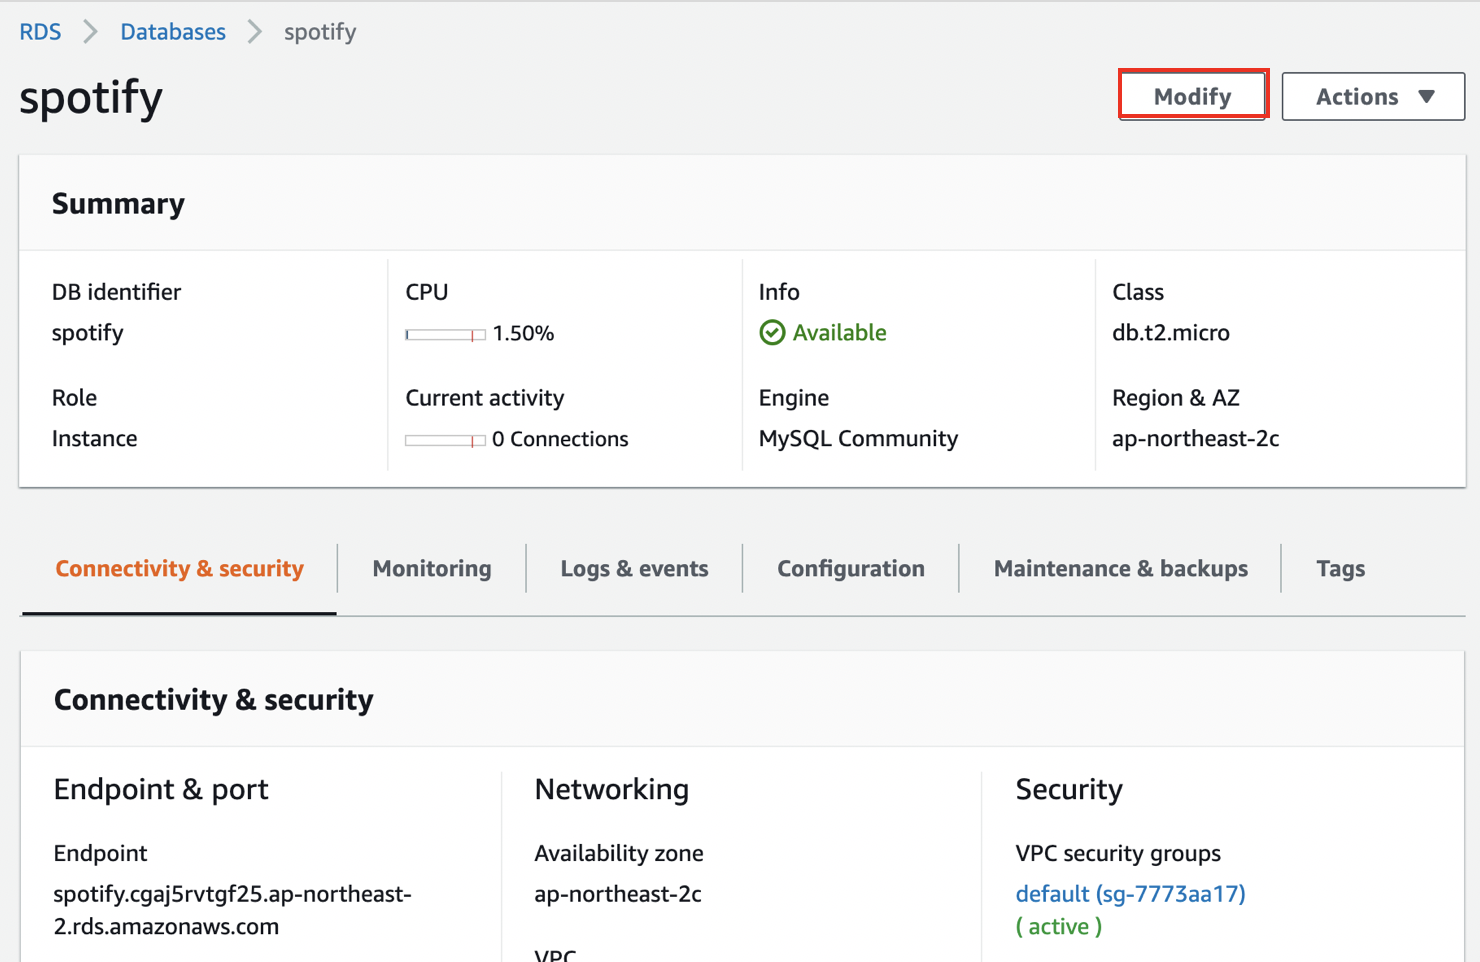 RDS > Databases > spotify
spotify
Modify
Actions ▼
Summary
DB identifier
spotify
CPU
1.50%
Info
Available
Class
db.t2.micro
Role
Instance
Current activity
0 Connections
Engine
MySQL Community
Region & AZ
ap-northeast-2c
Connectivity & security
Monitoring
Logs & events
Configuration
Maintenance & backups
Tags
Connectivity & security
Endpoint & port
Endpoint
spotify.cgaj5rvtgf25.ap-northeast-
2.rds.amazonaws.com
Networking
Availability zone
ap-northeast-2c
VPC
Security
VPC security groups
default (sg-7773aa17)
( active )